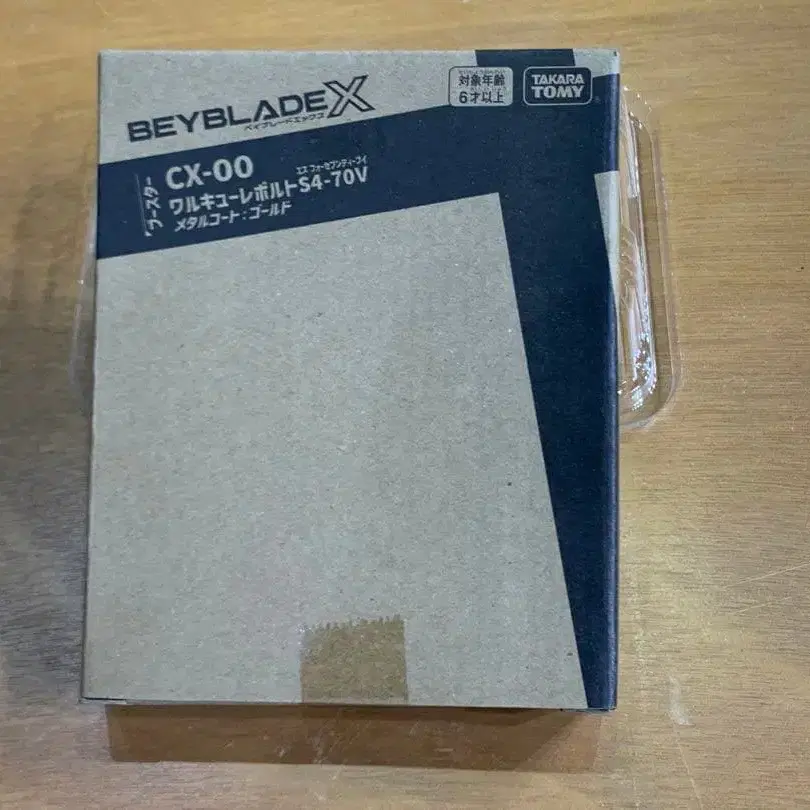 BEYBLADE X
ベイブレードエックス
対象年齢
6才以上
TAKARA
TOMY
ブースター
CX-00
エス フォーセブンティーブイ
ワルキューレボルトS4-70V
メタルコート:ゴールド